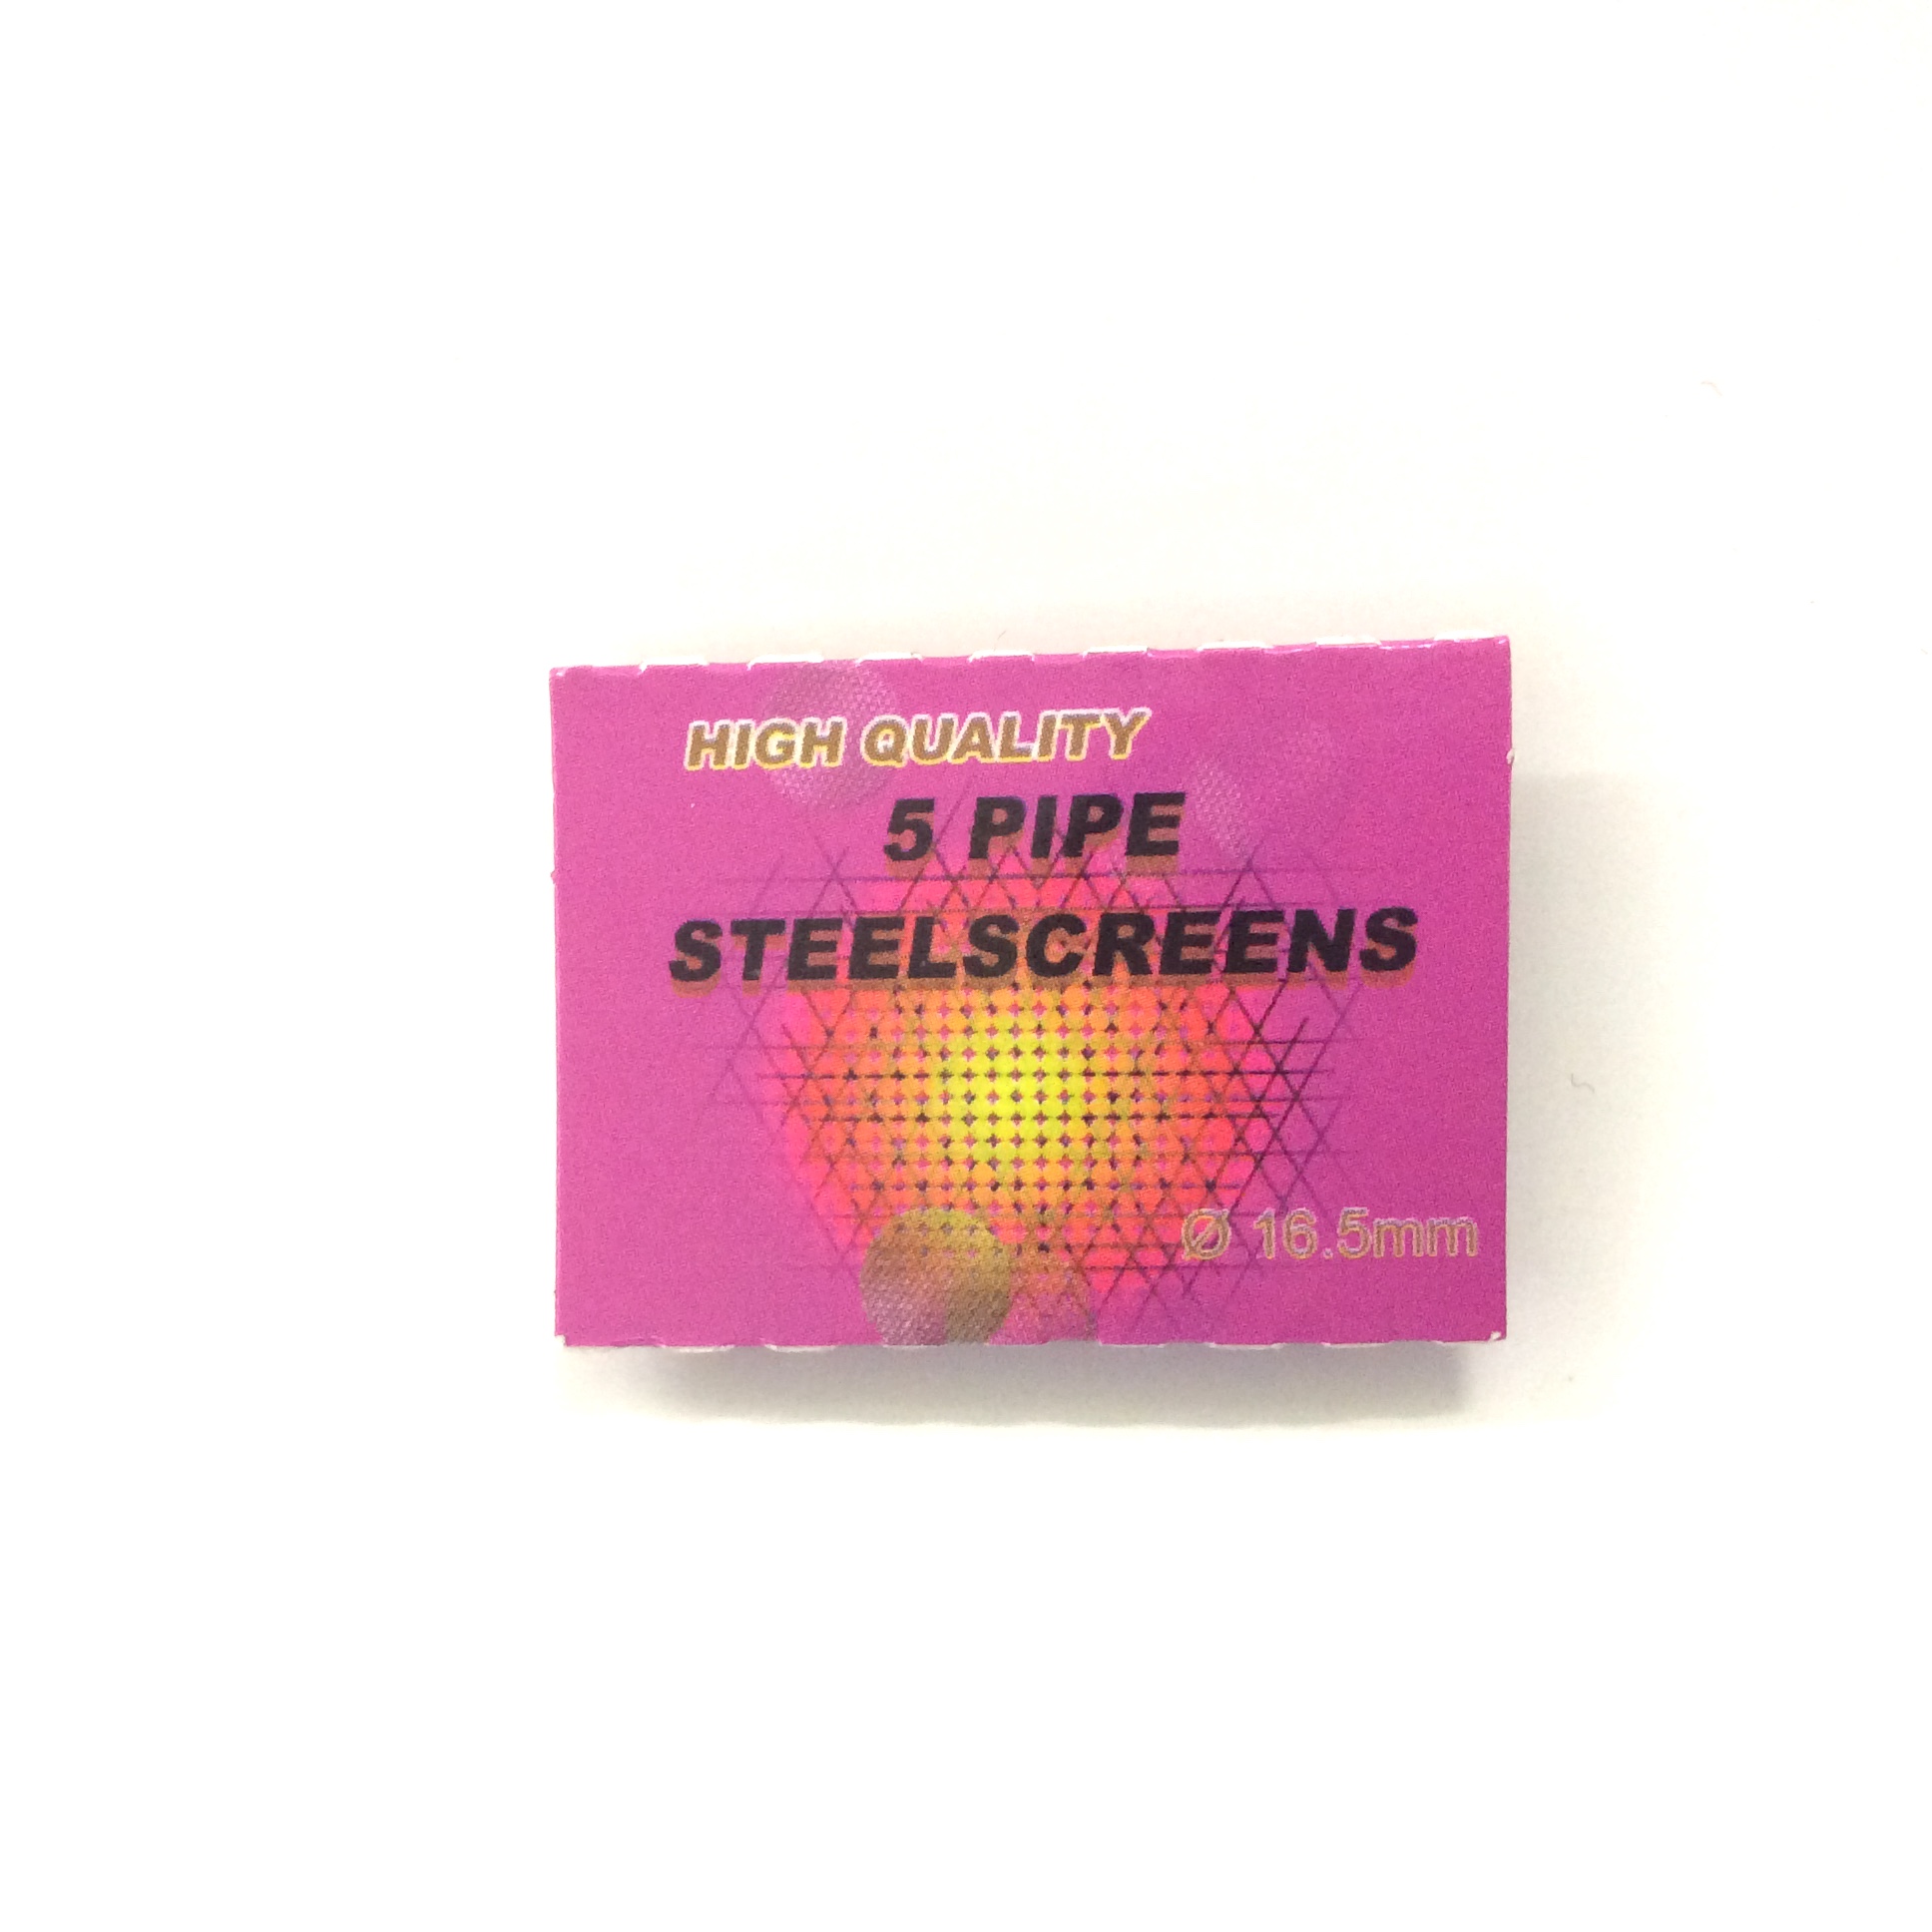 HIGH QUALITY
5 PIPE
STEELSCREENS
Ø 16.5mm